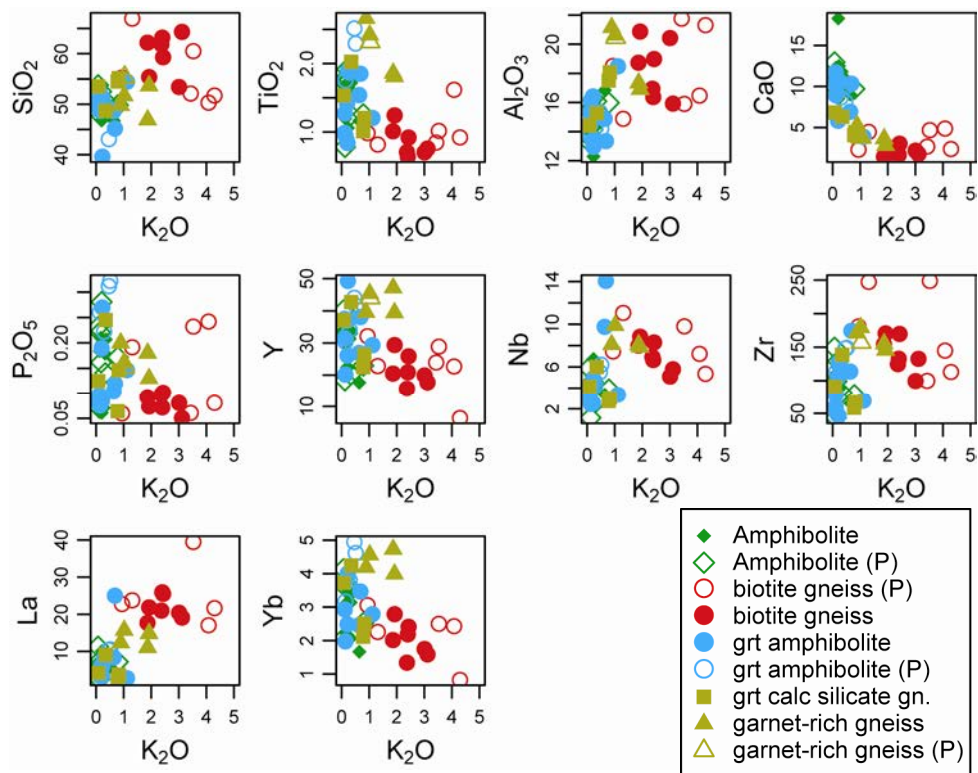 SiO2
40 50 60
0 1 2 3 4 5
K2O
TiO2
1.0 2.0
0 1 2 3 4 5
K2O
Al2O3
12 14 16 18 20
0 1 2 3 4 5
K2O
CaO
5 10 15
0 1 2 3 4 5
K2O
P2O5
0.05 0.20
0 1 2 3 4 5
K2O
Y
10 30 50
0 1 2 3 4 5
K2O
Nb
2 4 6 8 10 14
0 1 2 3 4 5
K2O
Zr
50 150 250
0 1 2 3 4 5
K2O
La
10 20 30 40
0 1 2 3 4 5
K2O
Yb
1 2 3 4 5
0 1 2 3 4 5
K2O
Amphibolite
Amphibolite (P)
biotite gneiss (P)
biotite gneiss
grt amphibolite
grt amphibolite (P)
grt calc silicate gn.
garnet-rich gneiss
garnet-rich gneiss (P)